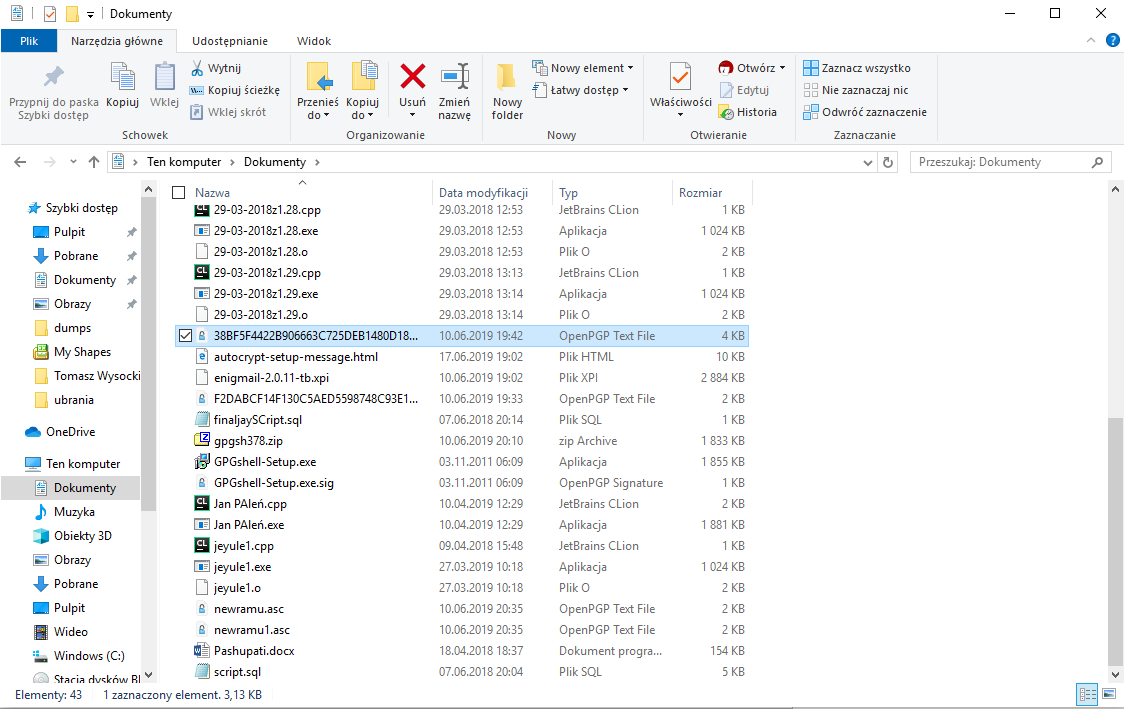 Dokumenty
Plik Narzędzia główne Udostępnianie Widok
Przypnij do paska Szybki dostęp
Kopiuj
Wklej
Wytnij
Kopiuj ścieżkę
Wklej skrót
Schowek
Przenieś do
Kopiuj do
Usuń
Zmień nazwę
Organizowanie
Nowy folder
Nowy element
Łatwy dostęp
Nowy
Właściwości
Otwórz
Edytuj
Historia
Otwieranie
Zaznacz wszystko
Nie zaznaczaj nic
Odwróć zaznaczenie
Zaznaczanie
Ten komputer Dokumenty
Przeszukaj: Dokumenty
Szybki dostęp
Pulpit
Pobrane
Dokumenty
Obrazy
dumps
My Shapes
Tomasz Wysocki
ubrania
OneDrive
Ten komputer
Dokumenty
Muzyka
Obiekty 3D
Obrazy
Pobrane
Pulpit
Wideo
Windows (C:)
Stacja dysków Bl
Nazwa Data modyfikacji Typ Rozmiar
29-03-2018z1.28.cpp 29.03.2018 12:53 JetBrains CLion 1 KB
29-03-2018z1.28.exe 29.03.2018 12:53 Aplikacja 1 024 KB
29-03-2018z1.28.o 29.03.2018 12:53 Plik O 2 KB
29-03-2018z1.29.cpp 29.03.2018 13:13 JetBrains CLion 1 KB
29-03-2018z1.29.exe 29.03.2018 13:14 Aplikacja 1 024 KB
29-03-2018z1.29.o 29.03.2018 13:14 Plik O 2 KB
38BF5F4422B906663C725DEB1480D18... 10.06.2019 19:42 OpenPGP Text File 4 KB
autocrypt-setup-message.html 17.06.2019 19:02 Plik HTML 10 KB
enigmail-2.0.11-tb.xpi 10.06.2019 19:02 Plik XPI 2 884 KB
F2DABCF14F130C5AED5598748C93E1... 10.06.2019 19:33 OpenPGP Text File 2 KB
finaljaySCript.sql 07.06.2018 20:14 Plik SQL 2 KB
gpgsh378.zip 10.06.2019 20:10 zip Archive 1 833 KB
GPGshell-Setup.exe 03.11.2011 06:09 Aplikacja 1 855 KB
GPGshell-Setup.exe.sig 03.11.2011 06:09 OpenPGP Signature 1 KB
Jan PAleń.cpp 10.04.2019 12:29 JetBrains CLion 1 KB
Jan PAleń.exe 10.04.2019 12:29 Aplikacja 1 881 KB
jeyule1.cpp 09.04.2018 15:48 JetBrains CLion 1 KB
jeyule1.exe 27.03.2019 10:18 Aplikacja 1 024 KB
jeyule1.o 27.03.2019 10:18 Plik O 2 KB
newramu.asc 10.06.2019 20:35 OpenPGP Text File 2 KB
newramu1.asc 10.06.2019 20:35 OpenPGP Text File 2 KB
Pashupati.docx 18.04.2018 18:37 Dokument progra... 154 KB
script.sql 07.06.2018 20:04 Plik SQL 5 KB
Elementy: 43 1 zaznaczony element. 3,13 KB